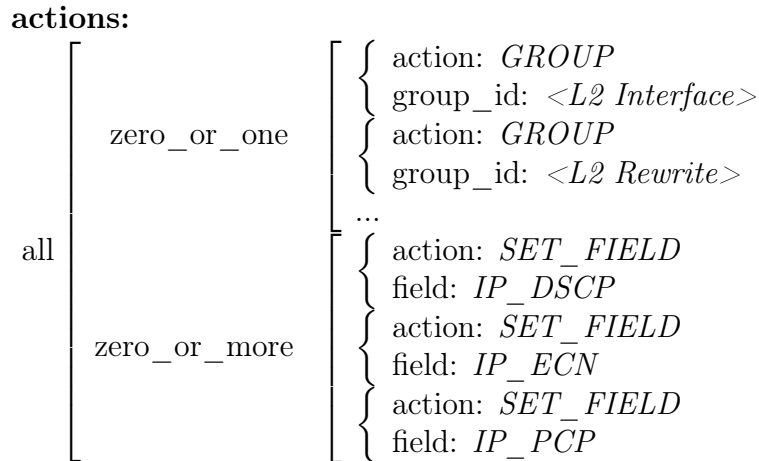 actions:
action: GROUP
group_id: <L2 Interface>
zero_or_one
action: GROUP
group_id: <L2 Rewrite>
...
all
action: SET_FIELD
field: IP_DSCP
zero_or_more
action: SET_FIELD
field: IP_ECN
action: SET_FIELD
field: IP_PCP